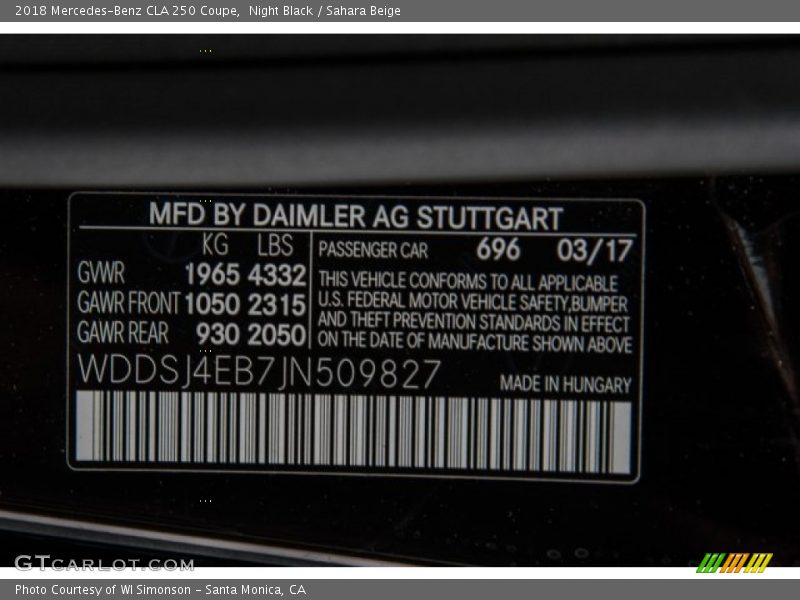 2018 Mercedes-Benz CLA 250 Coupe,  Night Black / Sahara Beige
MFD BY DAIMLER AG STUTTGART
KG LBS
GVWR 1965 4332
GAWR FRONT 1050 2315
GAWR REAR 930 2050
PASSENGER CAR 696 03/17
THIS VEHICLE CONFORMS TO ALL APPLICABLE
U.S. FEDERAL MOTOR VEHICLE SAFETY,BUMPER
AND THEFT PREVENTION STANDARDS IN EFFECT
ON THE DATE OF MANUFACTURE SHOWN ABOVE
WDDSJ4EB7JN509827
MADE IN HUNGARY
GTCARLOT.COM
Photo Courtesy of WI Simonson - Santa Monica, CA